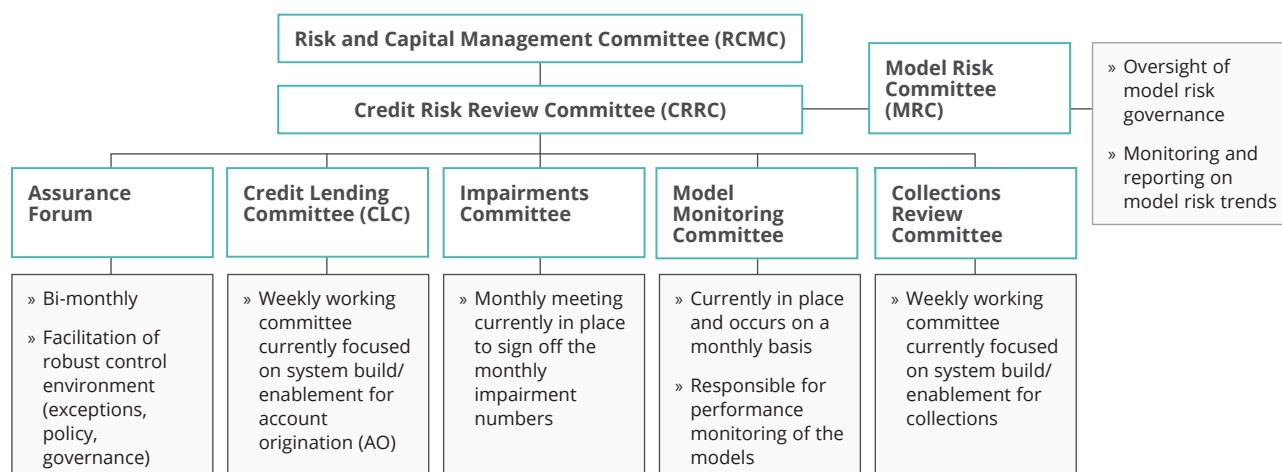 Risk and Capital Management Committee (RCMC)
Credit Risk Review Committee (CRRC)
Model Risk
Committee
(MRC)
» Oversight of
model risk
governance
» Monitoring and
reporting on
model risk trends
Assurance
Forum
» Bi-monthly
» Facilitation of
robust control
environment
(exceptions,
policy,
governance)
Credit Lending
Committee (CLC)
» Weekly working
committee
currently focused
on system build/
enablement for
account
origination (AO)
Impairments
Committee
» Monthly meeting
currently in place
to sign off the
monthly
impairment
numbers
Model
Monitoring
Committee
» Currently in place
and occurs on a
monthly basis
» Responsible for
performance
monitoring of the
models
Collections
Review
Committee
» Weekly working
committee
currently focused
on system build/
enablement for
collections